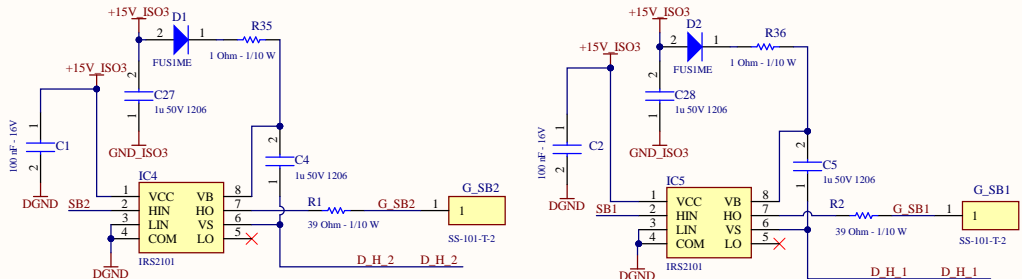 +15V_ISO3
D1
2
1
R35
FUS1ME
1 Ohm - 1/10 W
+15V_ISO3
2
C27
1u 50V 1206
1
GND_ISO3
1
C1
100 nF - 16V
2
DGND
2
C4
1u 50V 1206
1
IC4
1 VCC VB 8
2 HIN HO 7
3 LIN VS 6
4 COM LO 5
IRS2101
SB2
DGND
R1
39 Ohm - 1/10 W
G_SB2
G_SB2
1
1
SS-101-T-2
D_H_2 D_H_2
+15V_ISO3
D2
2
1
R36
FUS1ME
1 Ohm - 1/10 W
+15V_ISO3
2
C28
1u 50V 1206
1
GND_ISO3
1
C2
100 nF - 16V
2
DGND
2
C5
1u 50V 1206
1
IC5
1 VCC VB 8
2 HIN HO 7
3 LIN VS 6
4 COM LO 5
IRS2101
SB1
DGND
R2
39 Ohm - 1/10 W
G_SB1
G_SB1
1
1
SS-101-T-2
D_H_1 D_H_1